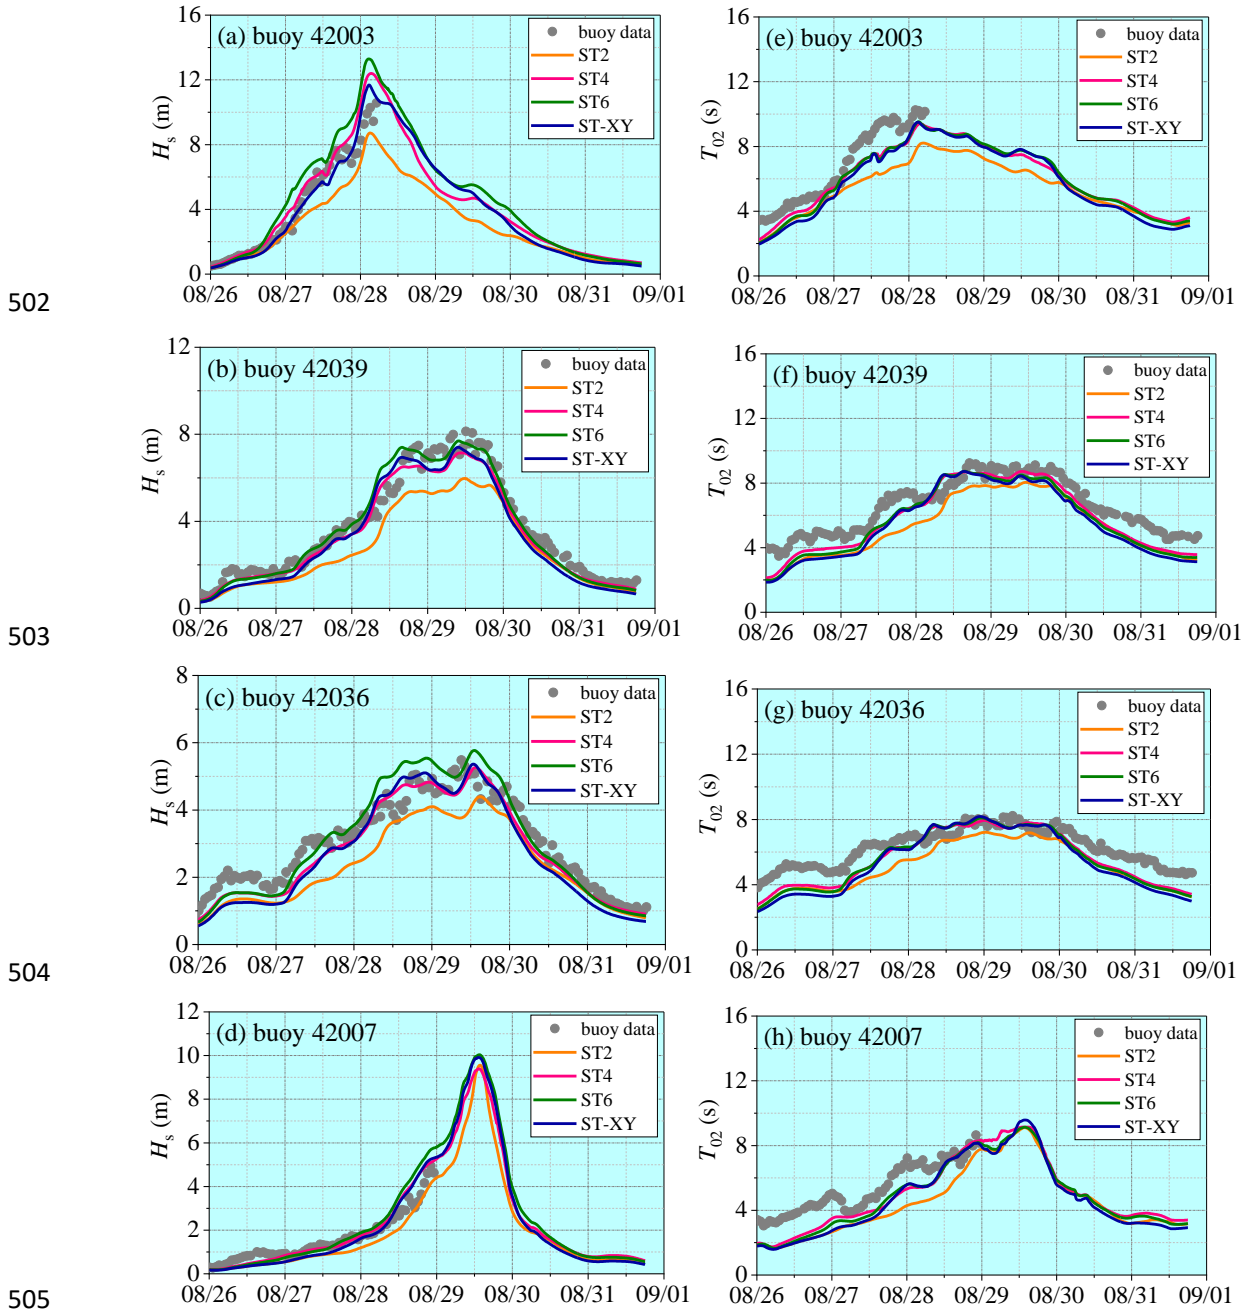 (a) buoy 42003
buoy data
ST2
ST4
ST6
ST-XY
Hs (m)
16
12
8
4
0
08/26 08/27 08/28 08/29 08/30 08/31 09/01
(e) buoy 42003
buoy data
ST2
ST4
ST6
ST-XY
T02 (s)
16
12
8
4
0
08/26 08/27 08/28 08/29 08/30 08/31 09/01
502
(b) buoy 42039
buoy data
ST2
ST4
ST6
ST-XY
Hs (m)
12
8
4
0
08/26 08/27 08/28 08/29 08/30 08/31 09/01
(f) buoy 42039
buoy data
ST2
ST4
ST6
ST-XY
T02 (s)
16
12
8
4
0
08/26 08/27 08/28 08/29 08/30 08/31 09/01
503
(c) buoy 42036
buoy data
ST2
ST4
ST6
ST-XY
Hs (m)
8
6
4
2
0
08/26 08/27 08/28 08/29 08/30 08/31 09/01
(g) buoy 42036
buoy data
ST2
ST4
ST6
ST-XY
T02 (s)
16
12
8
4
0
08/26 08/27 08/28 08/29 08/30 08/31 09/01
504
(d) buoy 42007
buoy data
ST2
ST4
ST6
ST-XY
Hs (m)
12
10
8
6
4
2
0
08/26 08/27 08/28 08/29 08/30 08/31 09/01
(h) buoy 42007
buoy data
ST2
ST4
ST6
ST-XY
T02 (s)
16
12
8
4
0
08/26 08/27 08/28 08/29 08/30 08/31 09/01
505